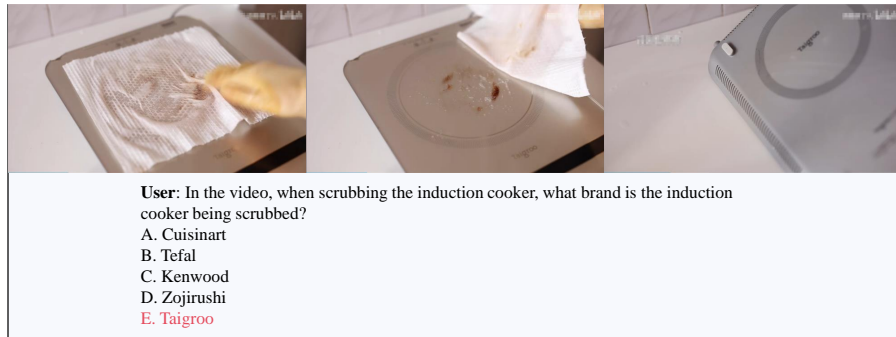 Taigroo
User: In the video, when scrubbing the induction cooker, what brand is the induction
cooker being scrubbed?
A. Cuisinart
B. Tefal
C. Kenwood
D. Zojirushi
E. Taigroo